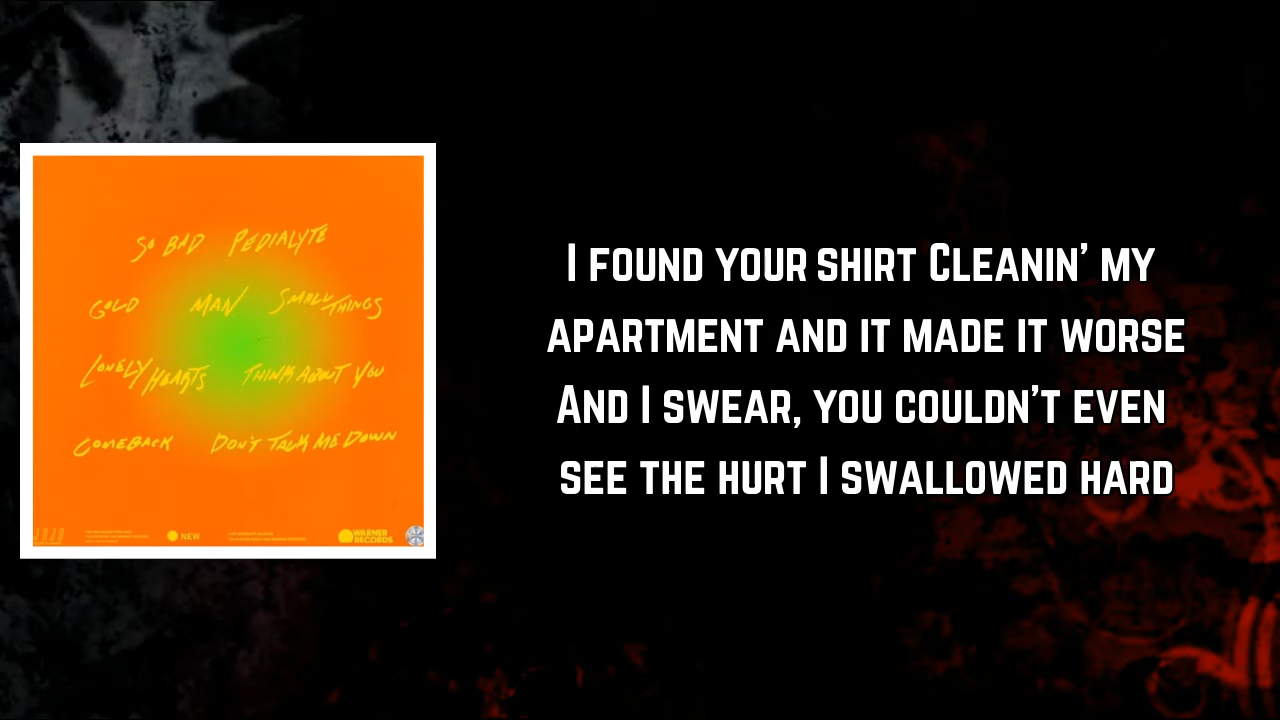 SO BAD PEDIALYTE
GOLD MAN SMALL THINGS
LONELY HEARTS THINK ABOUT YOU
COMEBACK DON'T TALK ME DOWN
JOJO
NEW
WARNER
RECORDS
I FOUND YOUR SHIRT CLEANIN' MY
APARTMENT AND IT MADE IT WORSE
AND I SWEAR, YOU COULDN'T EVEN
SEE THE HURT I SWALLOWED HARD